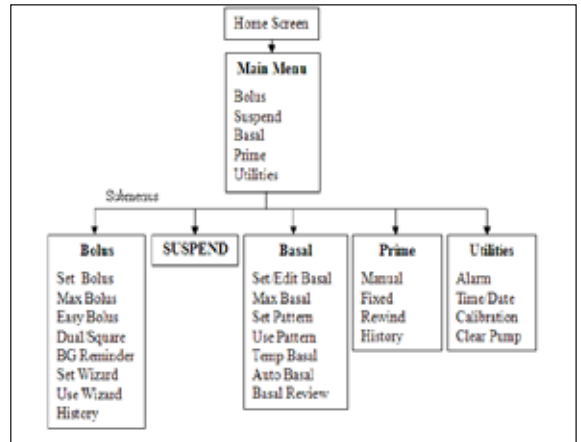 Home Screen
Main Menu
Bolus
Suspend
Basal
Prime
Utilities
Submenus
Bolus
Set Bolus
Max Bolus
Easy Bolus
Dual/Square
BG Reminder
Set Wizard
Use Wizard
History
SUSPEND
Basal
Set/Edit Basal
Max Basal
Set Pattern
Use Pattern
Temp Basal
Auto Basal
Basal Review
Prime
Manual
Fixed
Rewind
History
Utilities
Alarm
Time/Date
Calibration
Clear Pump